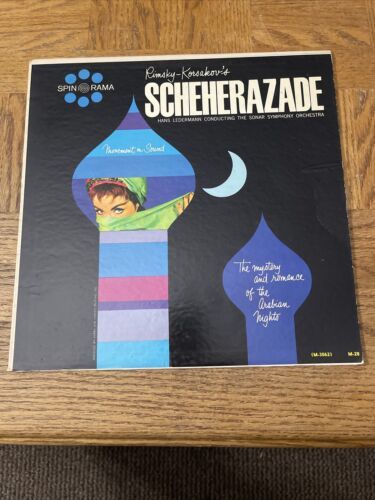 SPIN O RAMA
Rimsky-Korsakov's
SCHEHERAZADE
HANS LEDERMANN CONDUCTING THE SONAR SYMPHONY ORCHESTRA
Movement in Sound
The mystery
and romance
of the
Arabian
Nights
(M-3062)
M-28